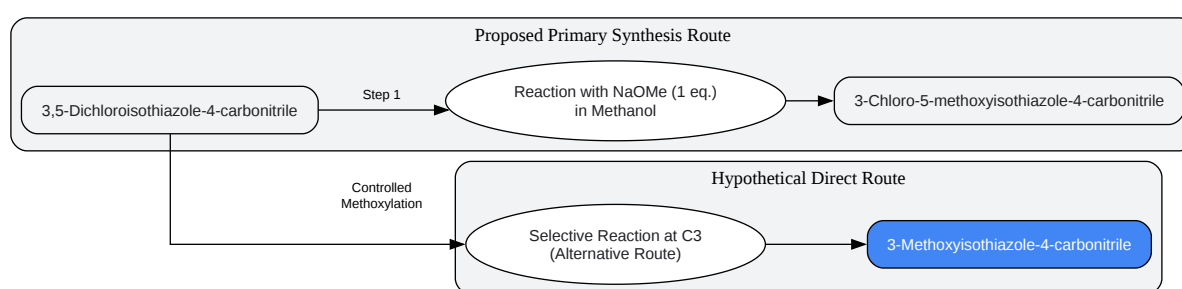 Proposed Primary Synthesis Route
3,5-Dichloroisothiazole-4-carbonitrile
Step 1
Reaction with NaOMe (1 eq.)
in Methanol
3-Chloro-5-methoxyisothiazole-4-carbonitrile
Hypothetical Direct Route
Controlled
Methoxylation
Selective Reaction at C3
(Alternative Route)
3-Methoxyisothiazole-4-carbonitrile